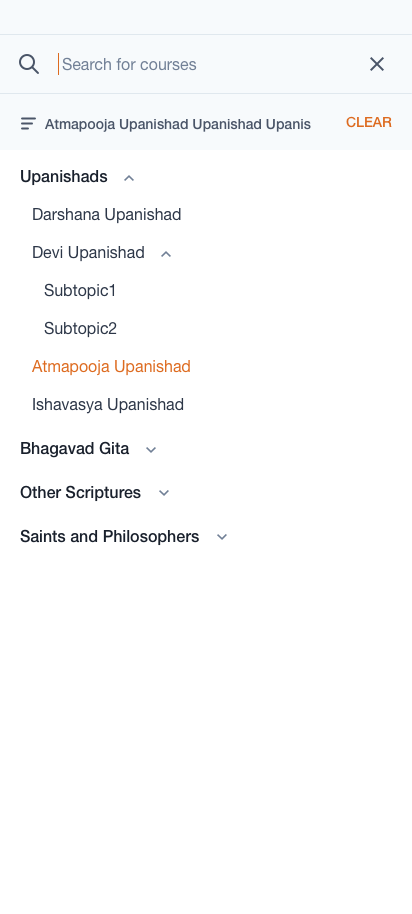 Search for courses
Atmapooja Upanishad Upanishad Upanis
CLEAR
Upanishads
Darshana Upanishad
Devi Upanishad
Subtopic1
Subtopic2
Atmapooja Upanishad
Ishavasya Upanishad
Bhagavad Gita
Other Scriptures
Saints and Philosophers